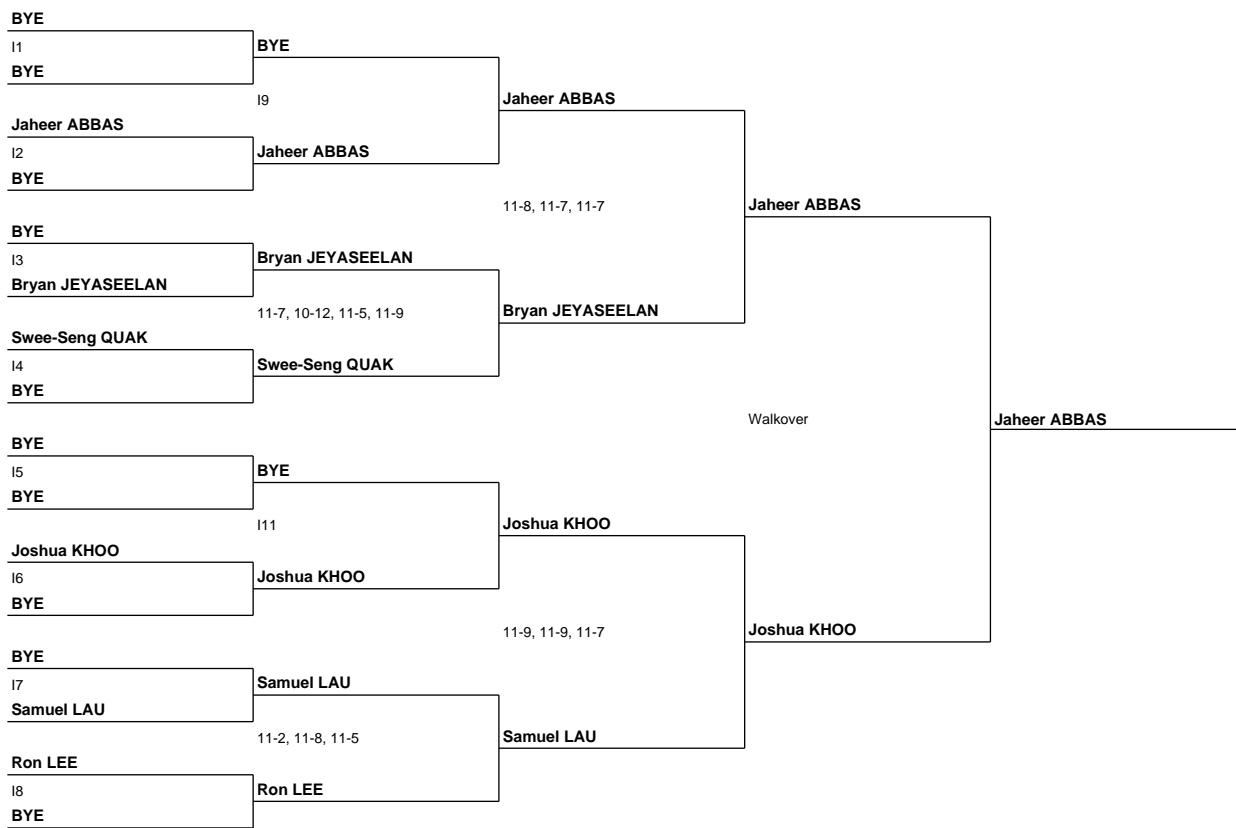 BYE
I1
BYE
BYE
I9
Jaheer ABBAS
Jaheer ABBAS
I2
Jaheer ABBAS
BYE
11-8, 11-7, 11-7
Jaheer ABBAS
BYE
I3
Bryan JEYASEELAN
Bryan JEYASEELAN
11-7, 10-12, 11-5, 11-9
Bryan JEYASEELAN
Swee-Seng QUAK
I4
Swee-Seng QUAK
BYE
Walkover
Jaheer ABBAS
BYE
I5
BYE
BYE
I11
Joshua KHOO
Joshua KHOO
I6
Joshua KHOO
BYE
11-9, 11-9, 11-7
Joshua KHOO
BYE
I7
Samuel LAU
Samuel LAU
11-2, 11-8, 11-5
Samuel LAU
Ron LEE
I8
Ron LEE
BYE